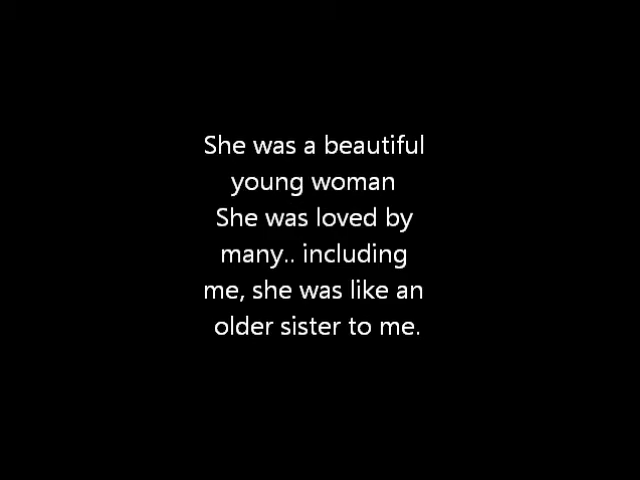 She was a beautiful
young woman
She was loved by
many.. including
me, she was like an
older sister to me.